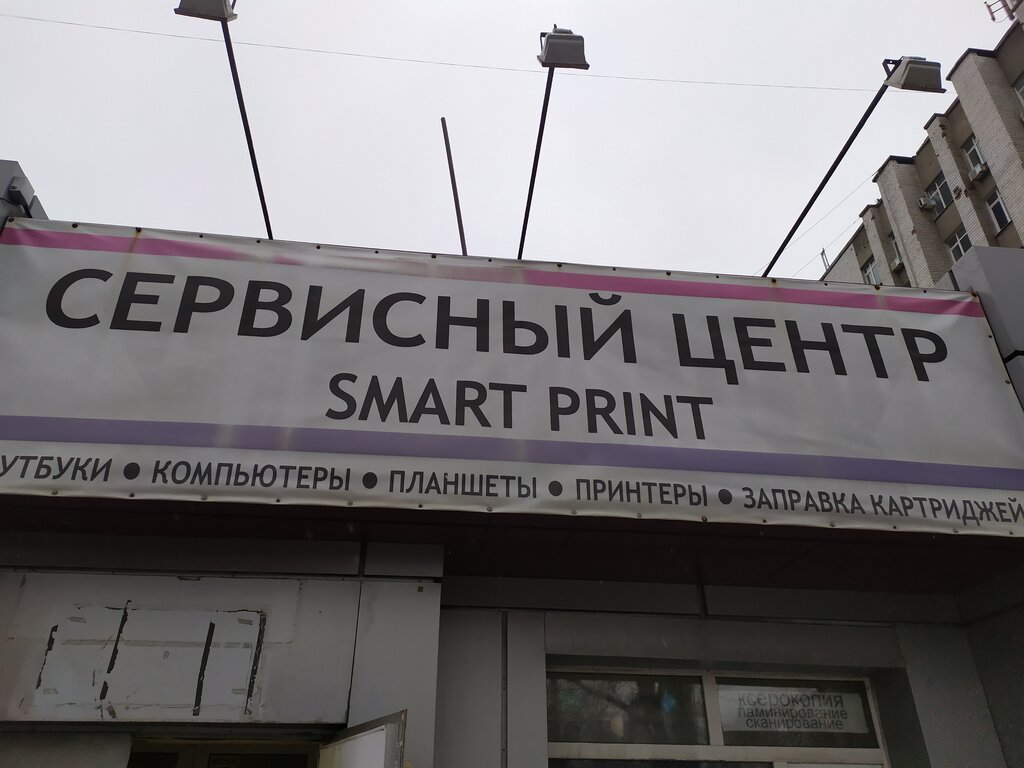 СЕРВИСНЫЙ ЦЕНТР
SMART PRINT
УТБУКИ • КОМПЬЮТЕРЫ • ПЛАНШЕТЫ • ПРИНТЕРЫ • ЗАПРАВКА КАРТРИДЖЕЙ
ксерокопия
ламинирование
сканирование